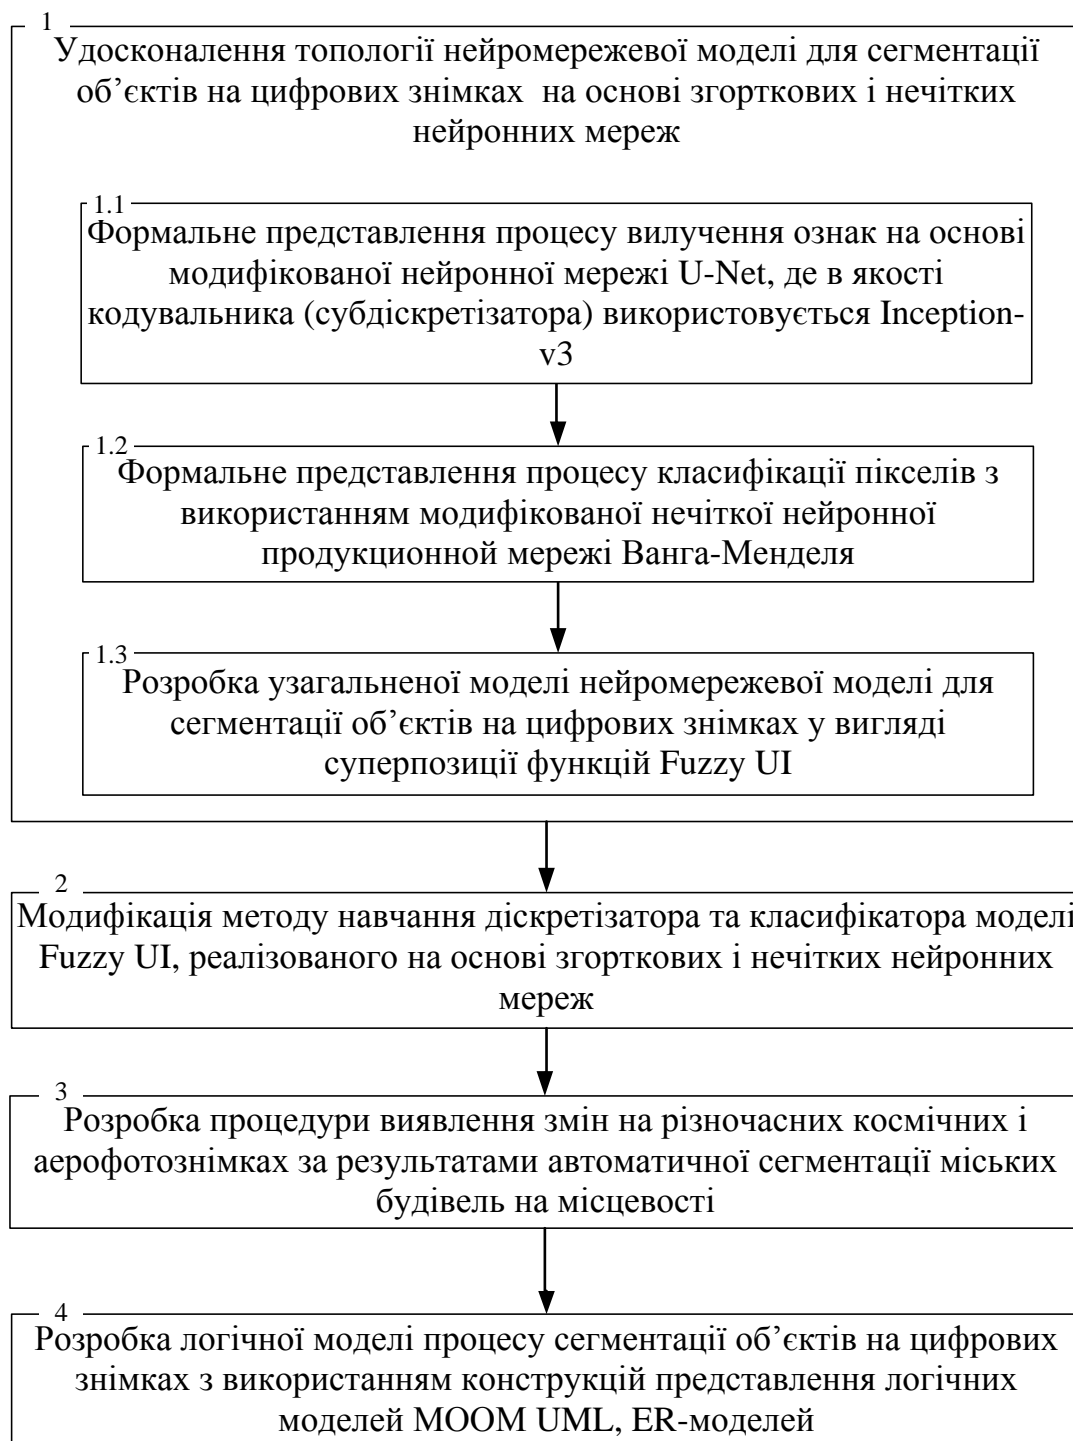 1
Удосконалення топології нейромережевої моделі для сегментації
об’єктів на цифрових знімках на основі згорткових і нечітких
нейронних мереж
1.1
Формальне представлення процесу вилучення ознак на основі
модифікованої нейронної мережі U-Net, де в якості
кодувальника (субдіскретізатора) використовується Inception-
v3
1.2
Формальне представлення процесу класифікації пікселів з
використанням модифікованої нечіткої нейронної
продукционной мережі Ванга-Менделя
1.3
Розробка узагальненої моделі нейромережевої моделі для
сегментації об’єктів на цифрових знімках у вигляді
суперпозиції функцій Fuzzy UI
2
Модифікація методу навчання діскретізатора та класифікатора моделі
Fuzzy UI, реалізованого на основі згорткових і нечітких нейронних
мереж
3
Розробка процедури виявлення змін на різночасних космічних і
аерофотознімках за результатами автоматичної сегментації міських
будівель на місцевості
4
Розробка логічної моделі процесу сегментації об’єктів на цифрових
знімках з використанням конструкцій представлення логічних
моделей МООМ UML, ER-моделей